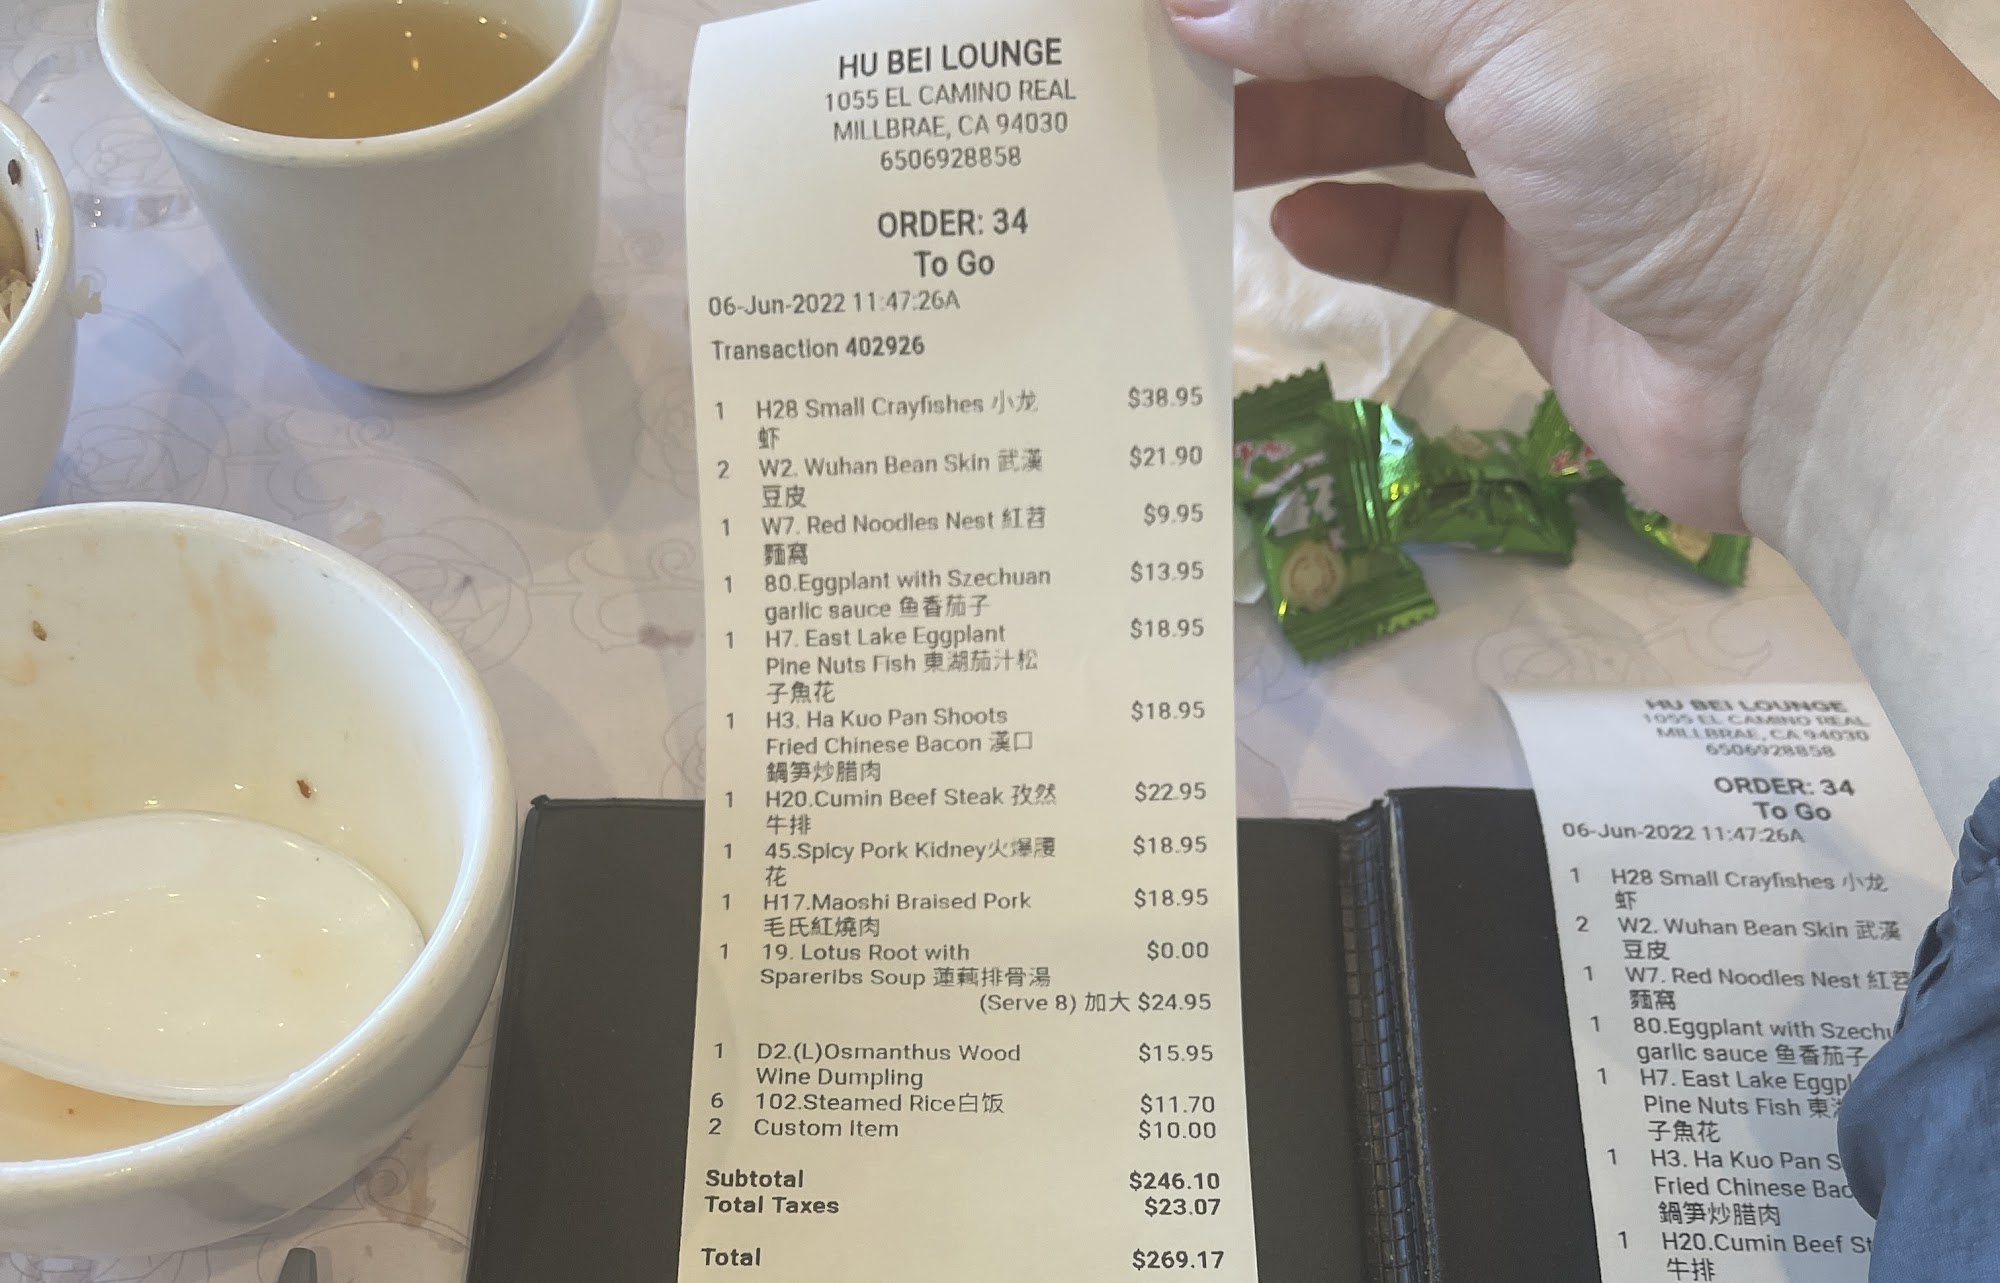 HU BEI LOUNGE
1055 EL CAMINO REAL
MILLBRAE, CA 94030
6506928858
ORDER: 34
To Go
06-Jun-2022 11:47:26A
Transaction 402926
1 H28 Small Crayfishes 小龙 $38.95
虾
2 W2. Wuhan Bean Skin 武漢 $21.90
豆皮
1 W7. Red Noodles Nest 紅苕 $9.95
麵窩
1 80.Eggplant with Szechuan $13.95
garlic sauce 鱼香茄子
1 H7. East Lake Eggplant $18.95
Pine Nuts Fish 東湖茄汁松
子魚花
1 H3. Ha Kuo Pan Shoots $18.95
Fried Chinese Bacon 漢口
鍋笋炒腊肉
1 H20.Cumin Beef Steak 孜然 $22.95
牛排
1 45.Spicy Pork Kidney火爆腰 $18.95
花
1 H17.Maoshi Braised Pork $18.95
毛氏紅燒肉
1 19. Lotus Root with $0.00
Spareribs Soup 蓮藕排骨湯
(Serve 8) 加大 $24.95
1 D2.(L)Osmanthus Wood $15.95
Wine Dumpling
6 102.Steamed Rice白饭 $11.70
2 Custom Item $10.00
Subtotal $246.10
Total Taxes $23.07
Total $269.17
HU BEI LOUNGE
1055 EL CAMINO REAL
MILLBRAE, CA 94030
6506928858
ORDER: 34
To Go
06-Jun-2022 11:47:26A
1 H28 Small Crayfishes 小龙
虾
2 W2. Wuhan Bean Skin 武漢
豆皮
1 W7. Red Noodles Nest 紅苕
麵窩
1 80.Eggplant with Szechu
garlic sauce 鱼香茄子
1 H7. East Lake Eggpl
Pine Nuts Fish 東
子魚花
1 H3. Ha Kuo Pan S
Fried Chinese Bac
鍋笋炒腊肉
1 H20.Cumin Beef St
牛排